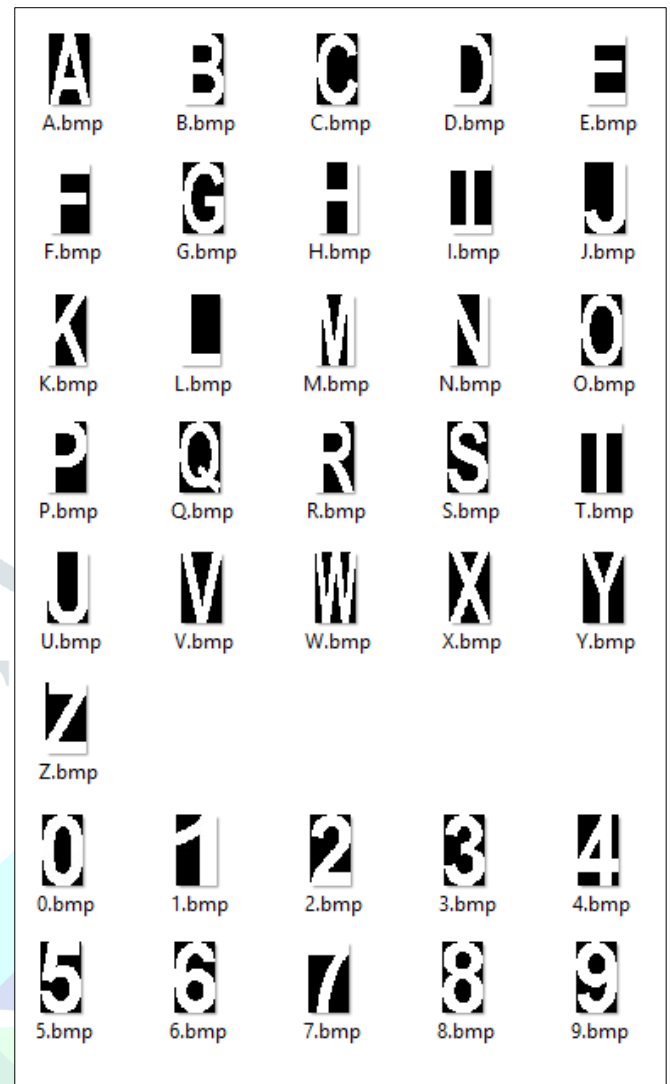 A B C D E
A.bmp B.bmp C.bmp D.bmp E.bmp
F G H I J
F.bmp G.bmp H.bmp I.bmp J.bmp
K L M N O
K.bmp L.bmp M.bmp N.bmp O.bmp
P Q R S T
P.bmp Q.bmp R.bmp S.bmp T.bmp
U V W X Y
U.bmp V.bmp W.bmp X.bmp Y.bmp
Z
Z.bmp
0 1 2 3 4
0.bmp 1.bmp 2.bmp 3.bmp 4.bmp
5 6 7 8 9
5.bmp 6.bmp 7.bmp 8.bmp 9.bmp